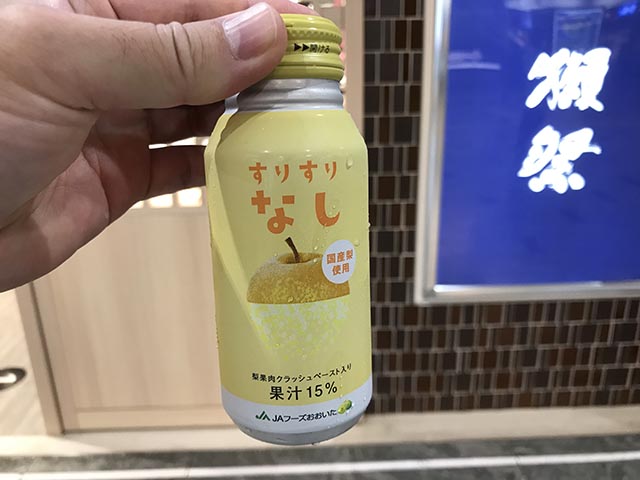 ▶▶開ける
すりすり
なし
国産梨
使用
梨果肉クラッシュペースト入り
果汁15%
JA JAフーズおおいた
獺祭